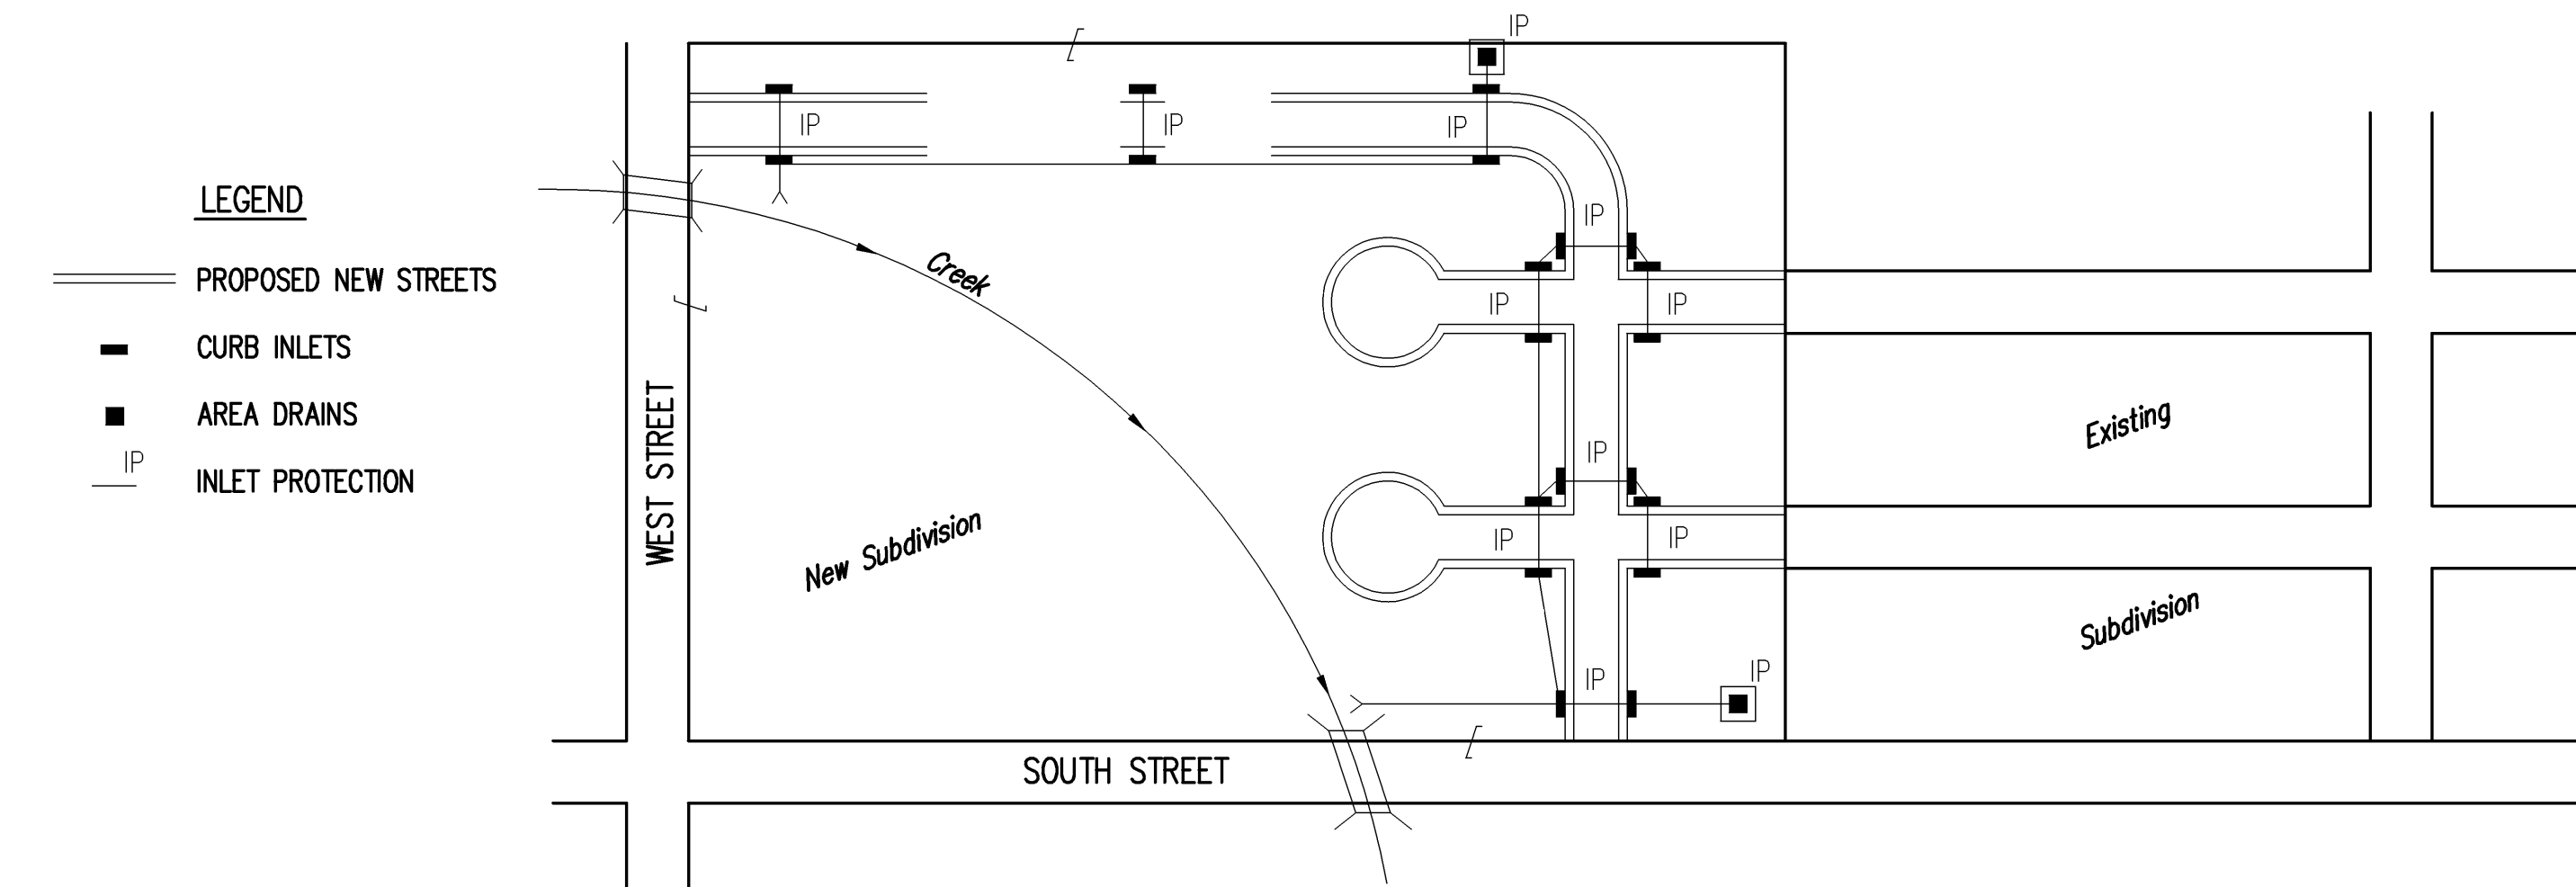 LEGEND
PROPOSED NEW STREETS
CURB INLETS
AREA DRAINS
IP
INLET PROTECTION
IP
IP
IP
IP
IP
IP
IP
Creek
WEST STREET
Existing
IP
New Subdivision
IP
IP
Subdivision
IP
IP
SOUTH STREET